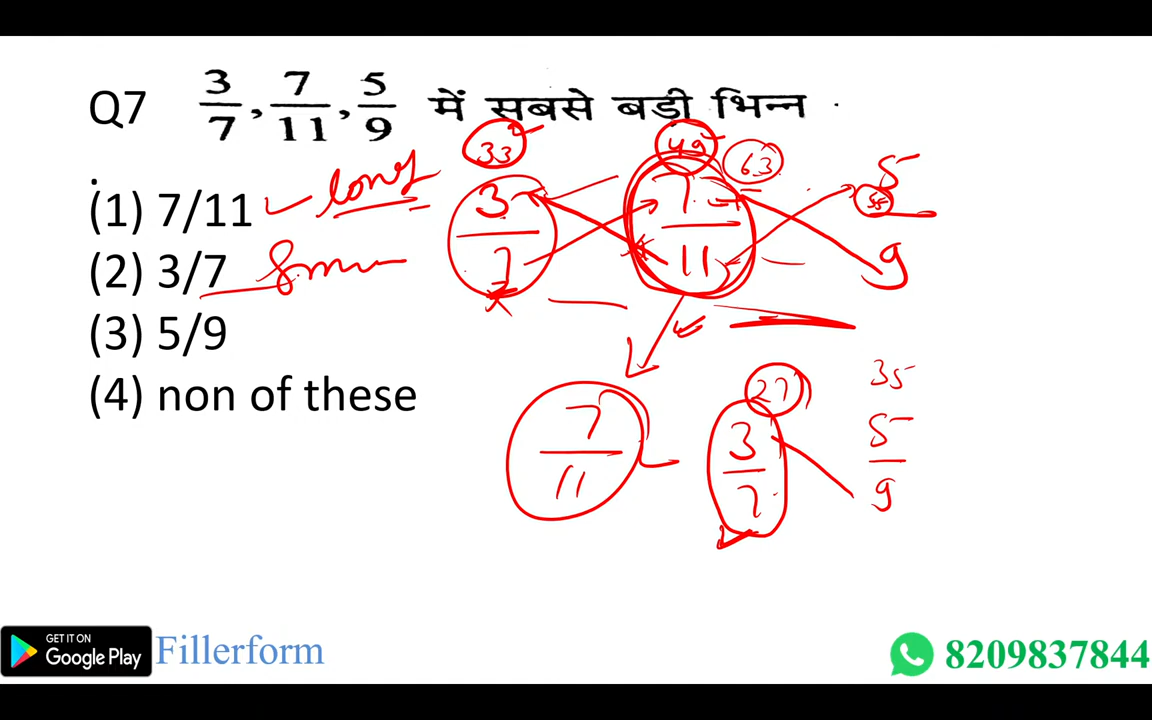 Q7 3/7, 7/11, 5/9 में सबसे बडी भिन्न .
33 49 63
3/7 7/11 5/9
55
(1) 7/11 long
(2) 3/7
(3) 5/9
(4) non of these
27 35
7/11 3/7 5/9
GET IT ON
Google Play
Fillerform
8209837844